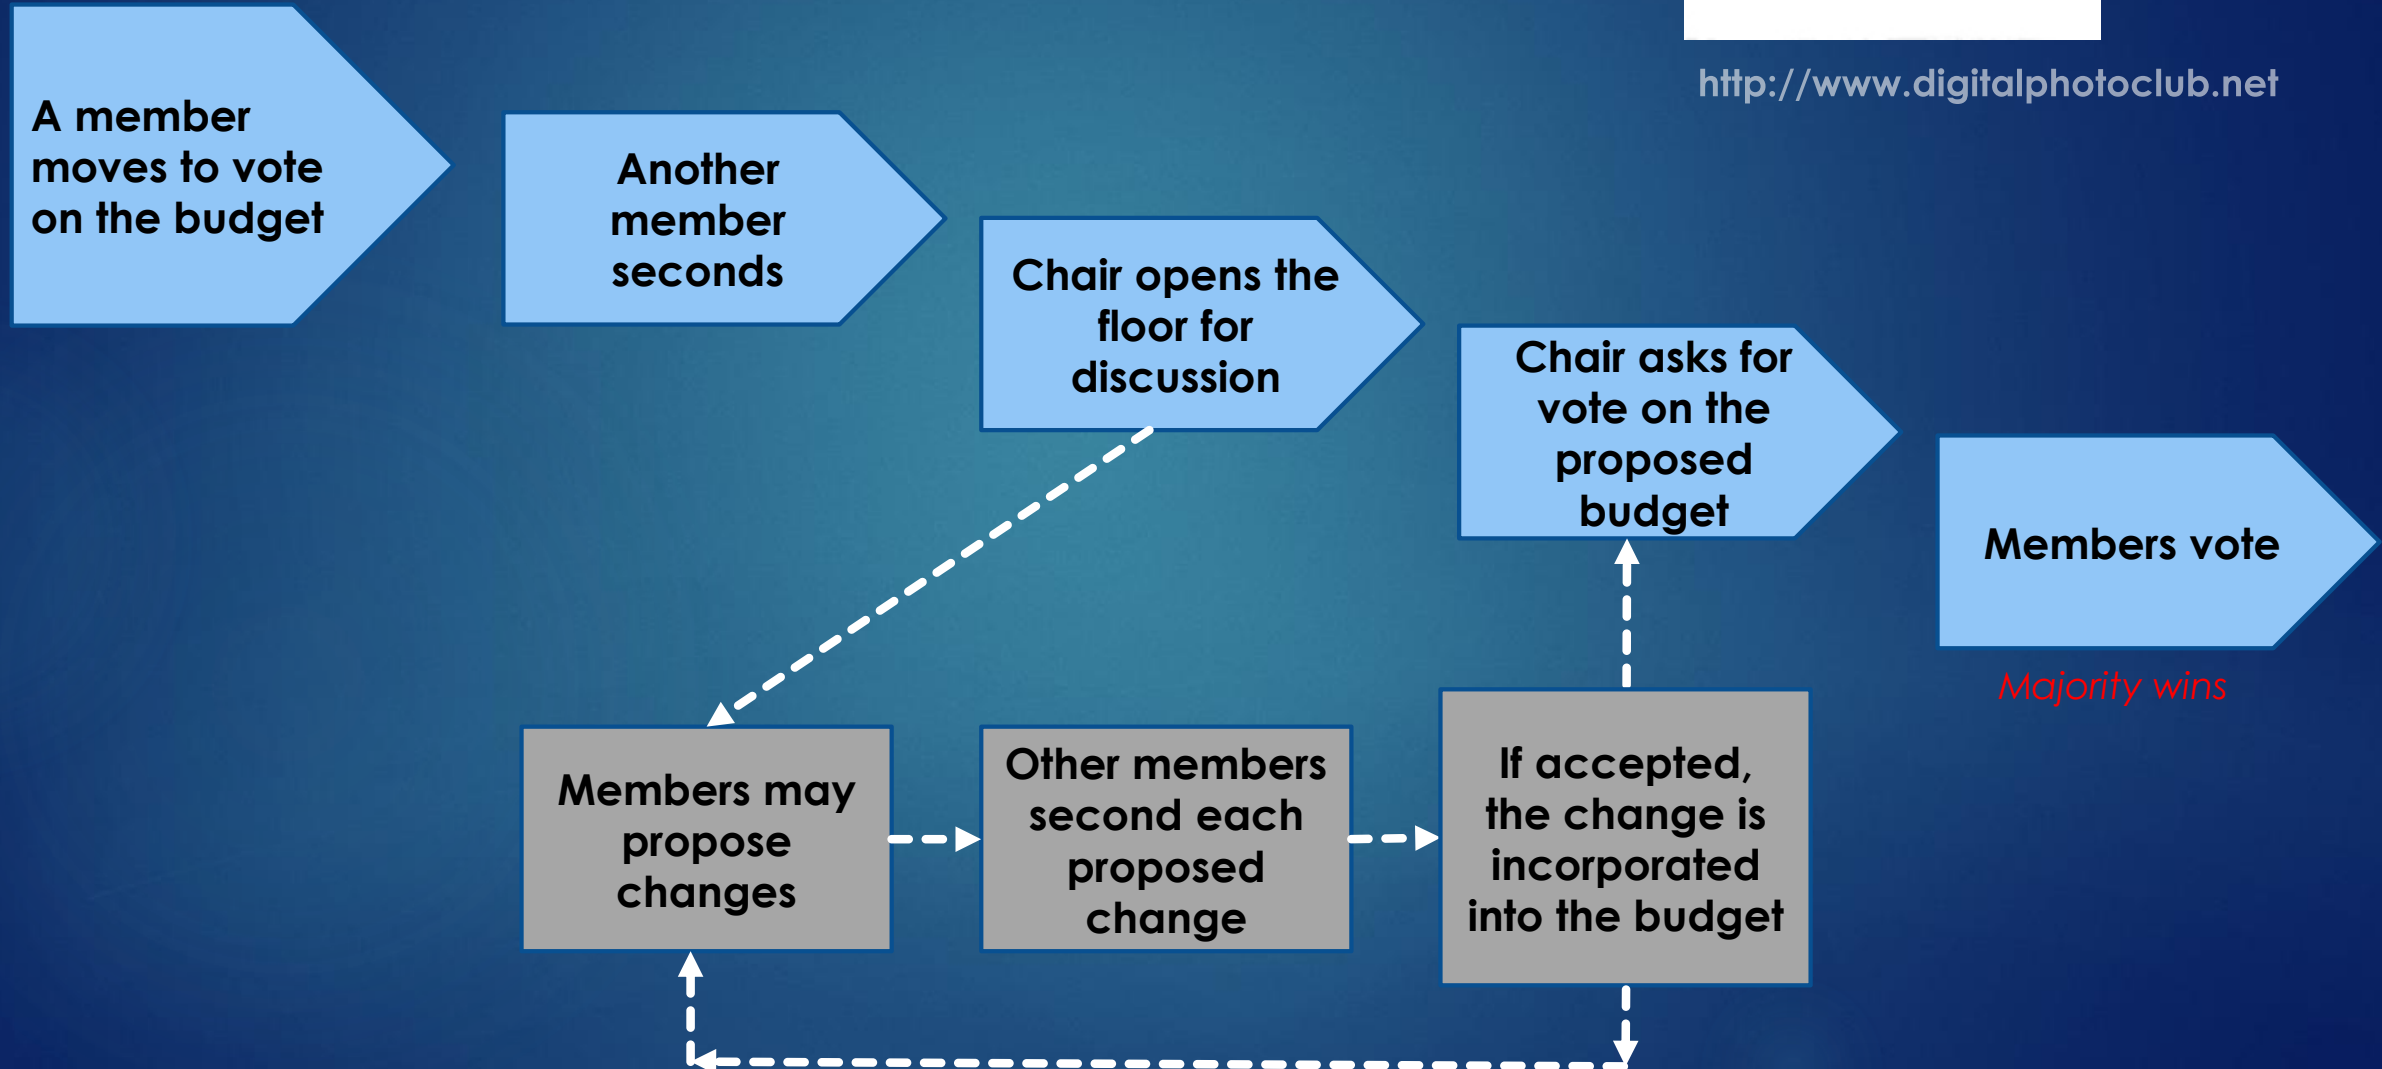 http://www.digitalphotoclub.net
A member
moves to vote
on the budget
Another
member
seconds
Chair opens the
floor for
discussion
Chair asks for
vote on the
proposed
budget
Members vote
Majority wins
Members may
propose
changes
Other members
second each
proposed
change
If accepted,
the change is
incorporated
into the budget